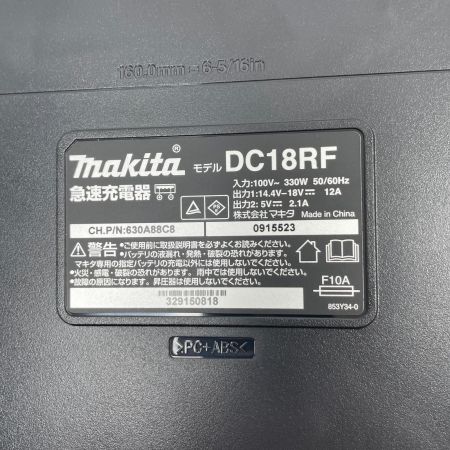 160.0mm - 6-5/16in
makita モデル DC18RF
急速充電器
入力:100V~ 330W 50/60Hz
出力1:14.4V-18V⎓ 12A
出力2: 5V⎓ 2.1A
株式会社マキタ Made in China
CH.P/N:630A88C8
0915523
⚠警告 ●ご使用前に取扱説明書を必ずよくお読みください。
●バッテリの液漏れ・発熱・破裂の恐れがありますので、
マキタ専用の指定バッテリの充電以外には使用しないでください。
●火災・感電・破裂の恐れがあります。雨中では使用しないでください。
●故障の原因になります。昇圧器は使用しないでください。
F10A
329150818
853Y34-0
>PC+ABS<